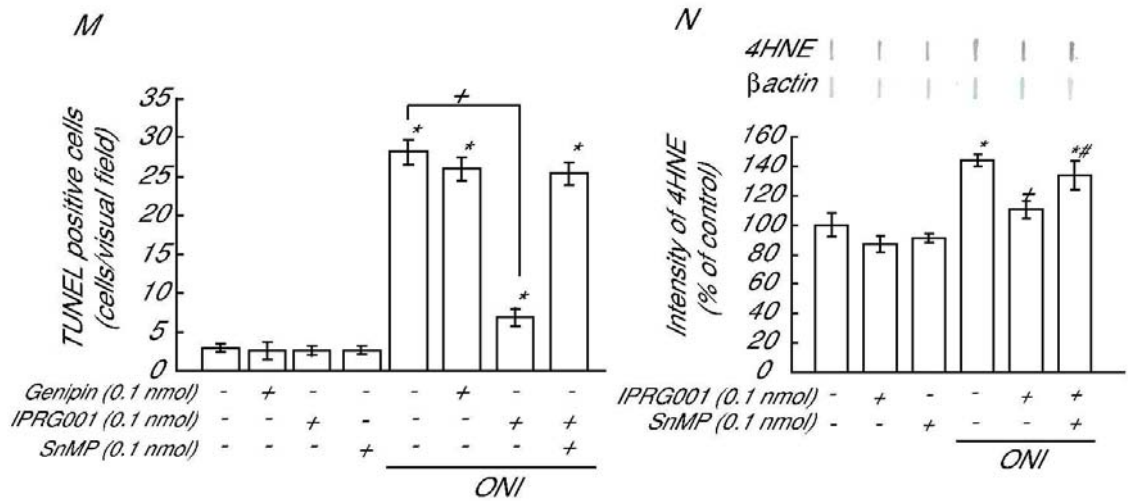 M
TUNEL positive cells
(cells/visual field)
35
30
25
20
15
10
5
0
+
*
*
*
*
Genipin (0.1 nmol) - + - - - + - -
IPRG001 (0.1 nmol) - - + - - - + +
SnMP (0.1 nmol) - - - + - - - +
ONI
N
4HNE
βactin
Intensity of 4HNE
(% of control)
160
140
120
100
80
60
40
20
0
*
‡
*#
IPRG001 (0.1 nmol) - + - - + +
SnMP (0.1 nmol) - - + - - +
ONI